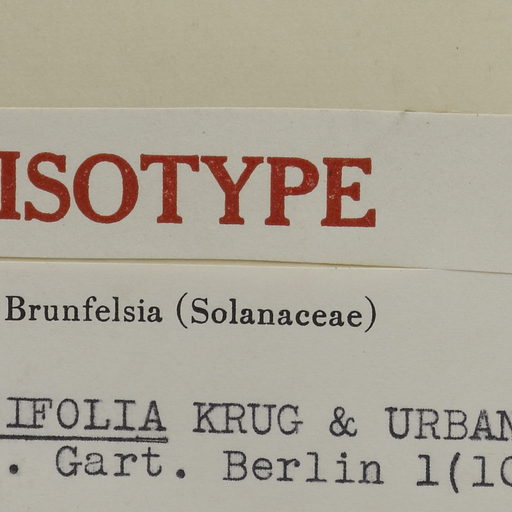 ISOTYPE
Brunfelsia (Solanaceae)
IFOLIA KRUG & URBAN
. Gart. Berlin 1(10